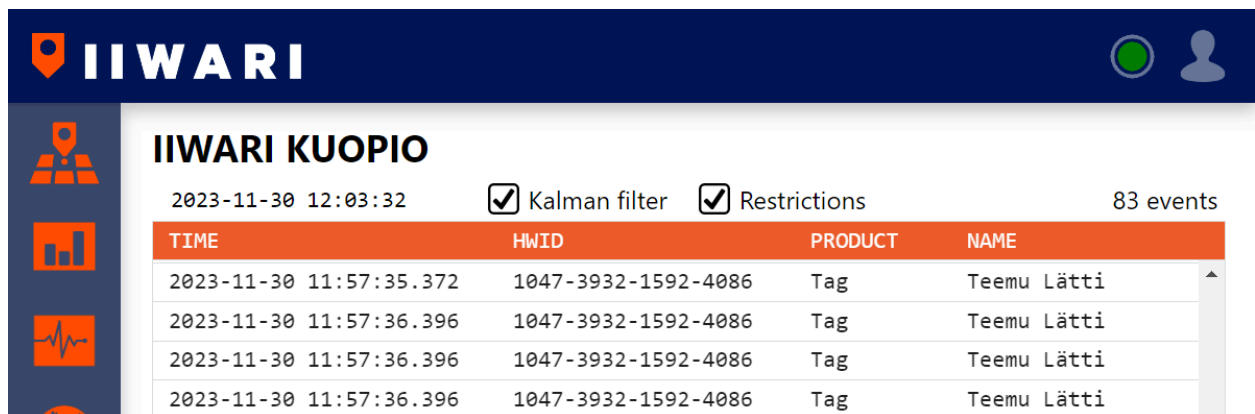 IIWARI
IIWARI KUOPIO
2023-11-30 12:03:32 Kalman filter Restrictions 83 events
TIME HWID PRODUCT NAME
2023-11-30 11:57:35.372 1047-3932-1592-4086 Tag Teemu Lätti
2023-11-30 11:57:36.396 1047-3932-1592-4086 Tag Teemu Lätti
2023-11-30 11:57:36.396 1047-3932-1592-4086 Tag Teemu Lätti
2023-11-30 11:57:36.396 1047-3932-1592-4086 Tag Teemu Lätti